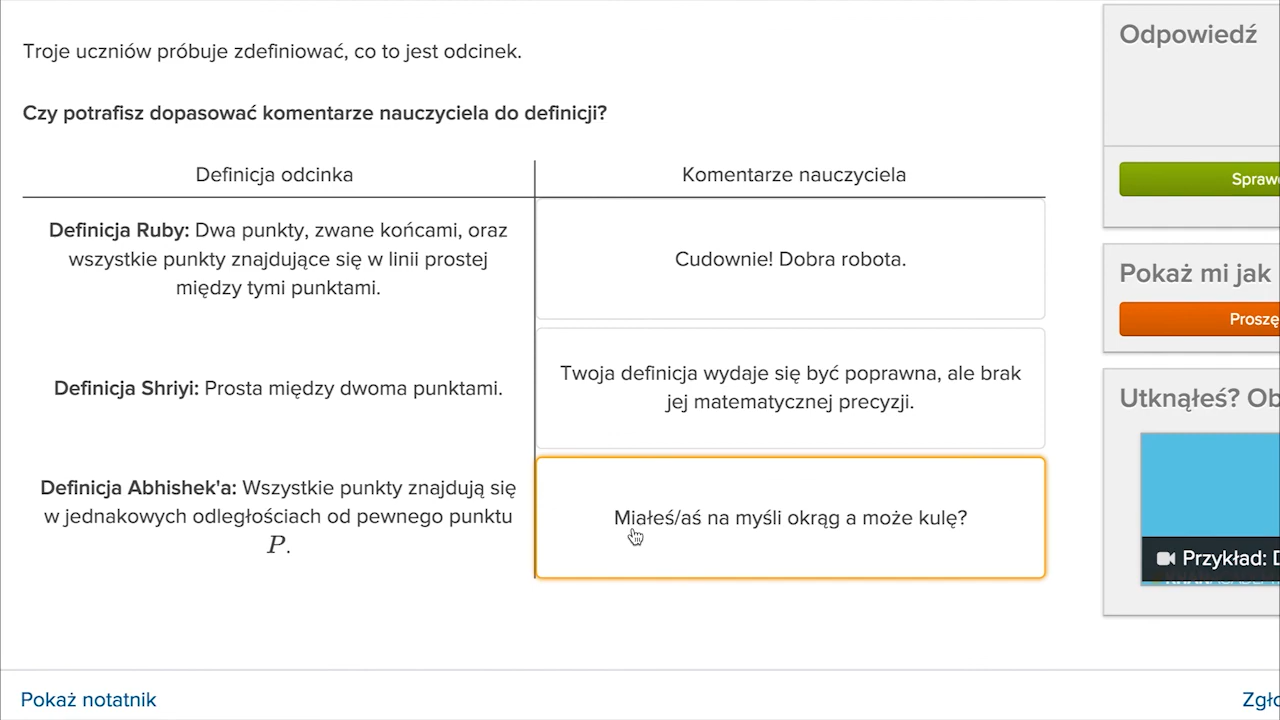 Troje uczniów próbuje zdefiniować, co to jest odcinek.
Czy potrafisz dopasować komentarze nauczyciela do definicji?
Definicja odcinka
Komentarze nauczyciela
Definicja Ruby: Dwa punkty, zwane końcami, oraz
wszystkie punkty znajdujące się w linii prostej
między tymi punktami.
Cudownie! Dobra robota.
Definicja Shriyi: Prosta między dwoma punktami.
Twoja definicja wydaje się być poprawna, ale brak
jej matematycznej precyzji.
Definicja Abhishek'a: Wszystkie punkty znajdują się
w jednakowych odległościach od pewnego punktu
P.
Miałeś/aś na myśli okrąg a może kulę?
Odpowiedź
Pokaż mi jak
Utknąłeś?
Przykład:
Pokaż notatnik